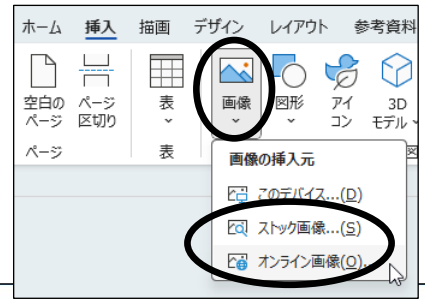 ホーム 挿入 描画 デザイン レイアウト 参考資料
空白の ページ 表 画像 図形 アイ 3D
ページ 区切り コン モデル
ページ 表 図
画像の挿入元
このデバイス...(D)
ストック画像...(S)
オンライン画像(O)...